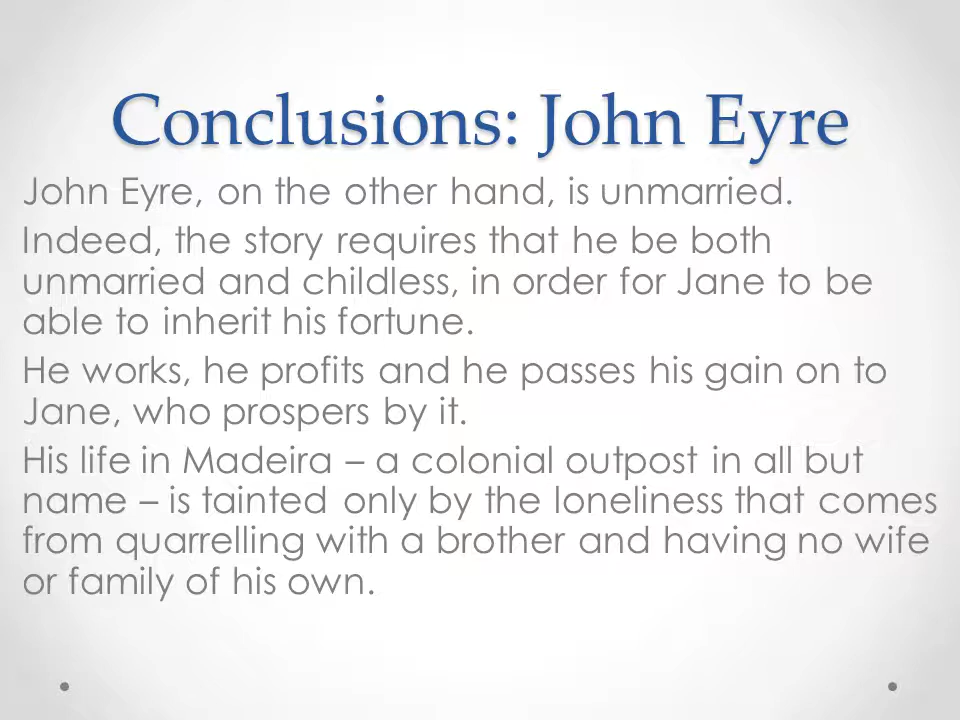 Conclusions: John Eyre
John Eyre, on the other hand, is unmarried.
Indeed, the story requires that he be both
unmarried and childless, in order for Jane to be
able to inherit his fortune.
He works, he profits and he passes his gain on to
Jane, who prospers by it.
His life in Madeira – a colonial outpost in all but
name – is tainted only by the loneliness that comes
from quarrelling with a brother and having no wife
or family of his own.